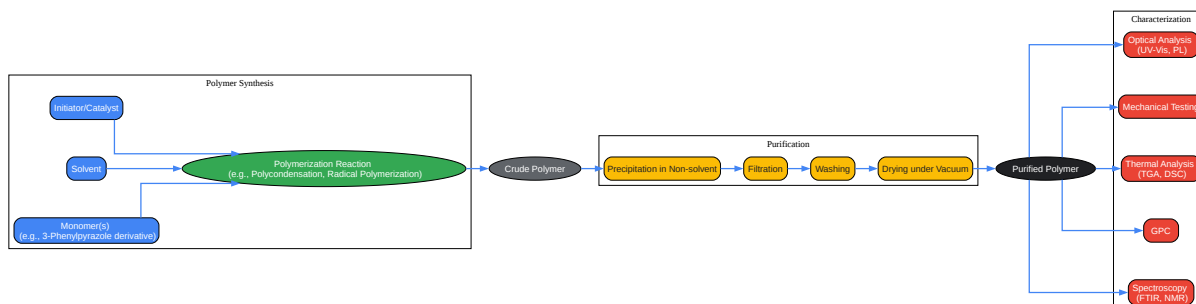 Characterization
Optical Analysis
(UV-Vis, PL)
Polymer Synthesis
Initiator/Catalyst
Mechanical Testing
Purification
Polymerization Reaction
(e.g., Polycondensation, Radical Polymerization)
Solvent
Crude Polymer
Precipitation in Non-solvent
Filtration
Washing
Drying under Vacuum
Purified Polymer
Thermal Analysis
(TGA, DSC)
Monomer(s)
(e.g., 3-Phenylpyrazole derivative)
GPC
Spectroscopy
(FTIR, NMR)